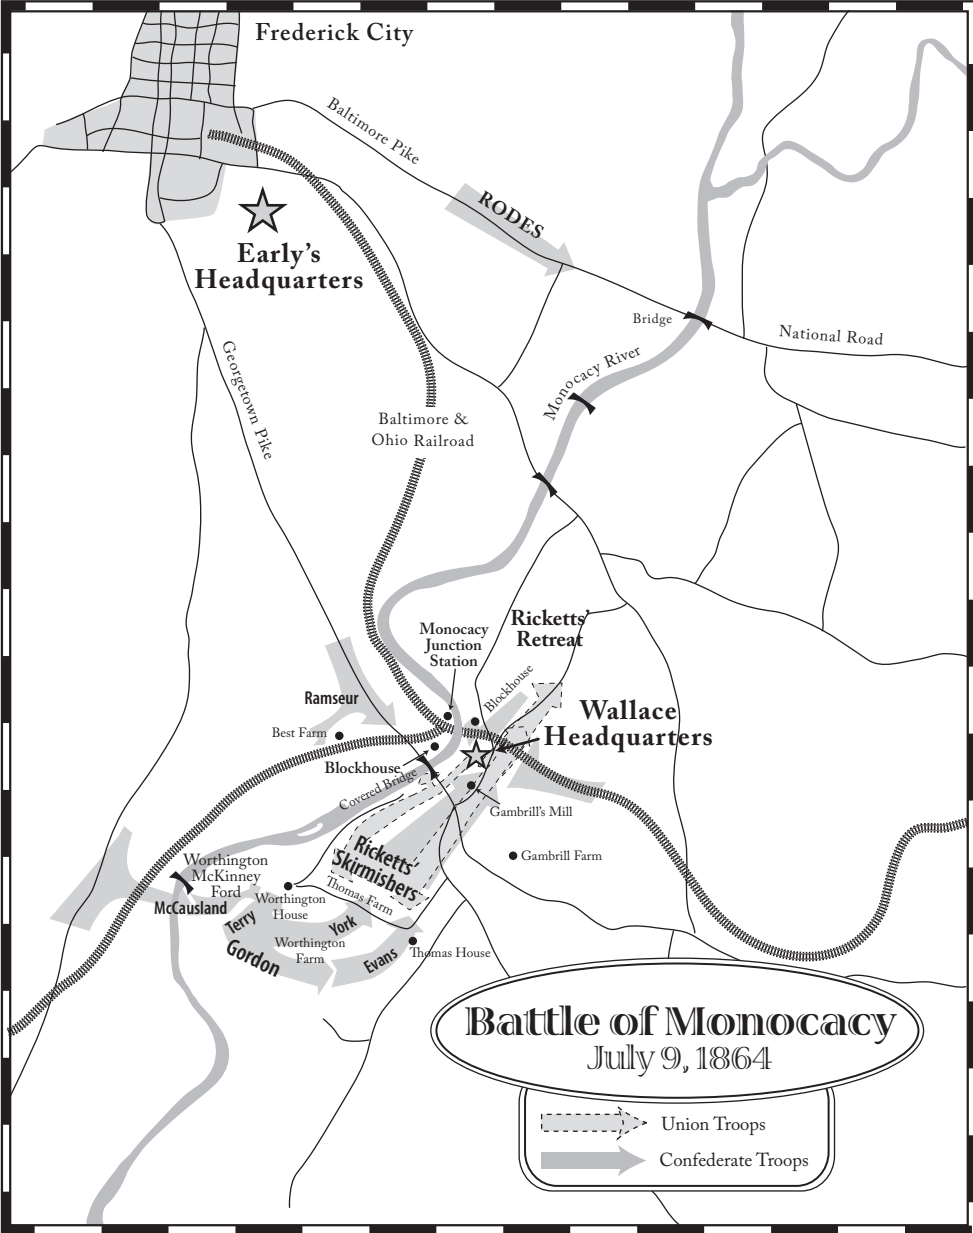 Frederick City
Baltimore Pike
RODES
Early's
Headquarters
Bridge
National Road
Monocacy River
Georgetown Pike
Baltimore &
Ohio Railroad
Ricketts'
Retreat
Monocacy
Junction
Station
Blockhouse
Ramseur
Wallace
Headquarters
Best Farm
Blockhouse
Covered Bridge
Gambrill's Mill
Ricketts'
Skirmishers
Gambrill Farm
Worthington
McKinney
Ford
McCausland
Worthington
House
Thomas Farm
Terry
York
Worthington
Farm
Gordon
Evans
Thomas House
Battle of Monocacy
July 9, 1864
Union Troops
Confederate Troops